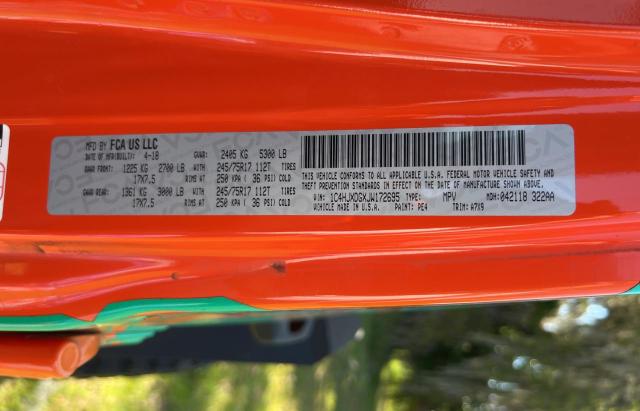 MFD BY FCA US LLC
DATE OF MFR(BUILT): 4-18 GVWR: 2405 KG 5300 LB
GAWR FRONT: 1225 KG 2700 LB WITH 245/75R17 112T TIRES
17X7.5 RIMS AT 250 KPA ( 36 PSI) COLD
GAWR REAR: 1361 KG 3000 LB WITH 245/75R17 112T TIRES
17X7.5 RIMS AT 250 KPA ( 36 PSI) COLD
THIS VEHICLE CONFORMS TO ALL APPLICABLE U.S.A. FEDERAL MOTOR VEHICLE SAFETY AND
THEFT PREVENTION STANDARDS IN EFFECT ON THE DATE OF MANUFACTURE SHOWN ABOVE.
VIN: 1C4HJXDGXJW172695 TYPE: MPV MDH: 042118 322AA
VEHICLE MADE IN U.S.A. PAINT: PE4 TRIM: A7X9